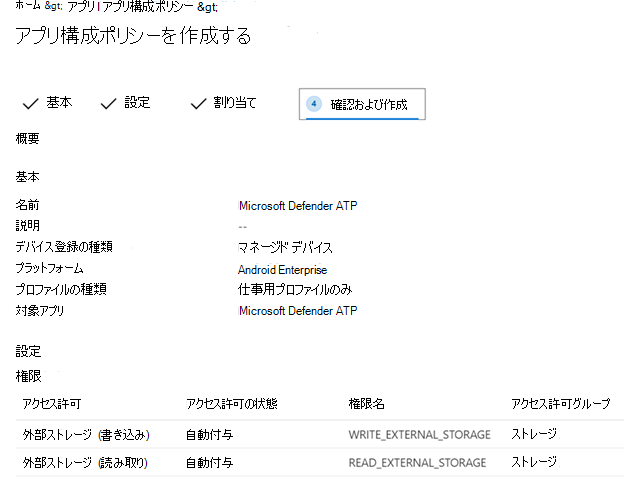 ホーム &gt; アプリ | アプリ構成ポリシー &gt;
アプリ構成ポリシーを作成する
基本 設定 割り当て 4 確認および作成
概要
基本
名前 Microsoft Defender ATP
説明 --
デバイス登録の種類 マネージド デバイス
プラットフォーム Android Enterprise
プロファイルの種類 仕事用プロファイルのみ
対象アプリ Microsoft Defender ATP
設定
権限
アクセス許可 アクセス許可の状態 権限名 アクセス許可グループ
外部ストレージ (書き込み) 自動付与 WRITE_EXTERNAL_STORAGE ストレージ
外部ストレージ (読み取り) 自動付与 READ_EXTERNAL_STORAGE ストレージ